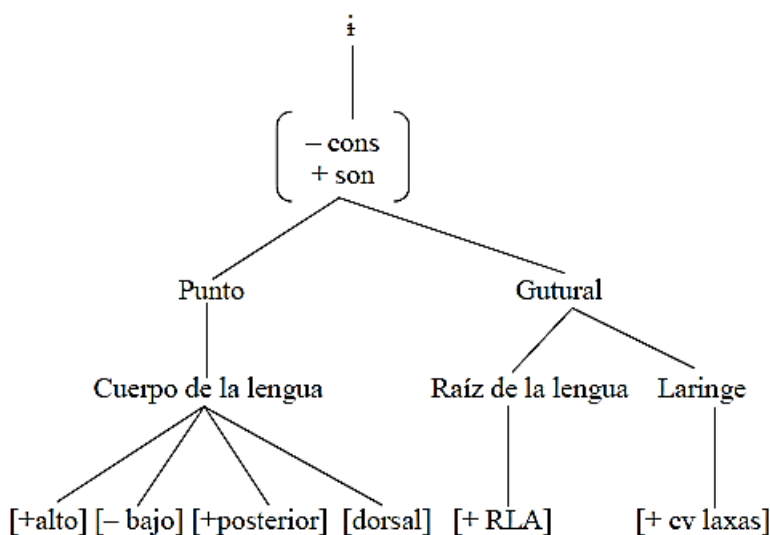 ɨ
– cons
+ son
Punto Gutural
Cuerpo de la lengua Raíz de la lengua Laringe
[+alto] [– bajo] [+posterior] [dorsal] [+ RLA] [+ cv laxas]